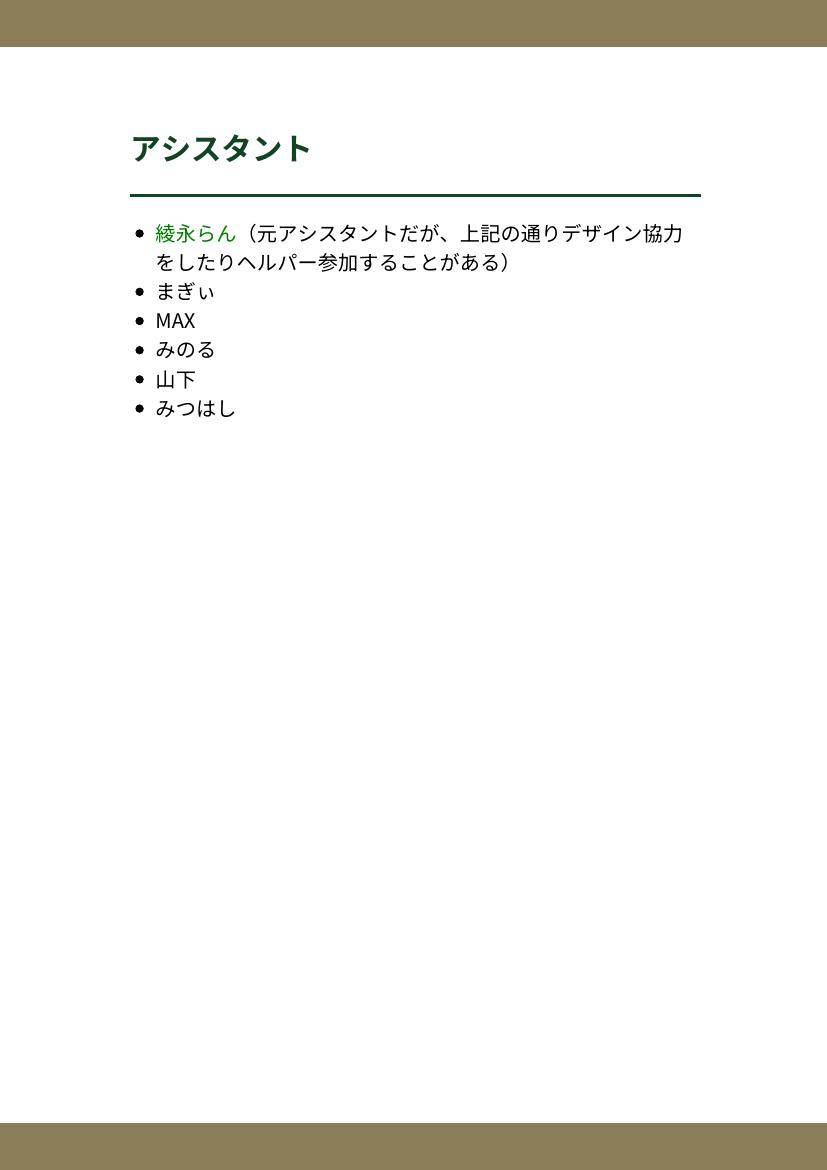 アシスタント
• 綾永らん（元アシスタントだが、上記の通りデザイン協力
をしたりヘルパー参加することがある）
• まぎぃ
• MAX
• みのる
• 山下
• みつはし